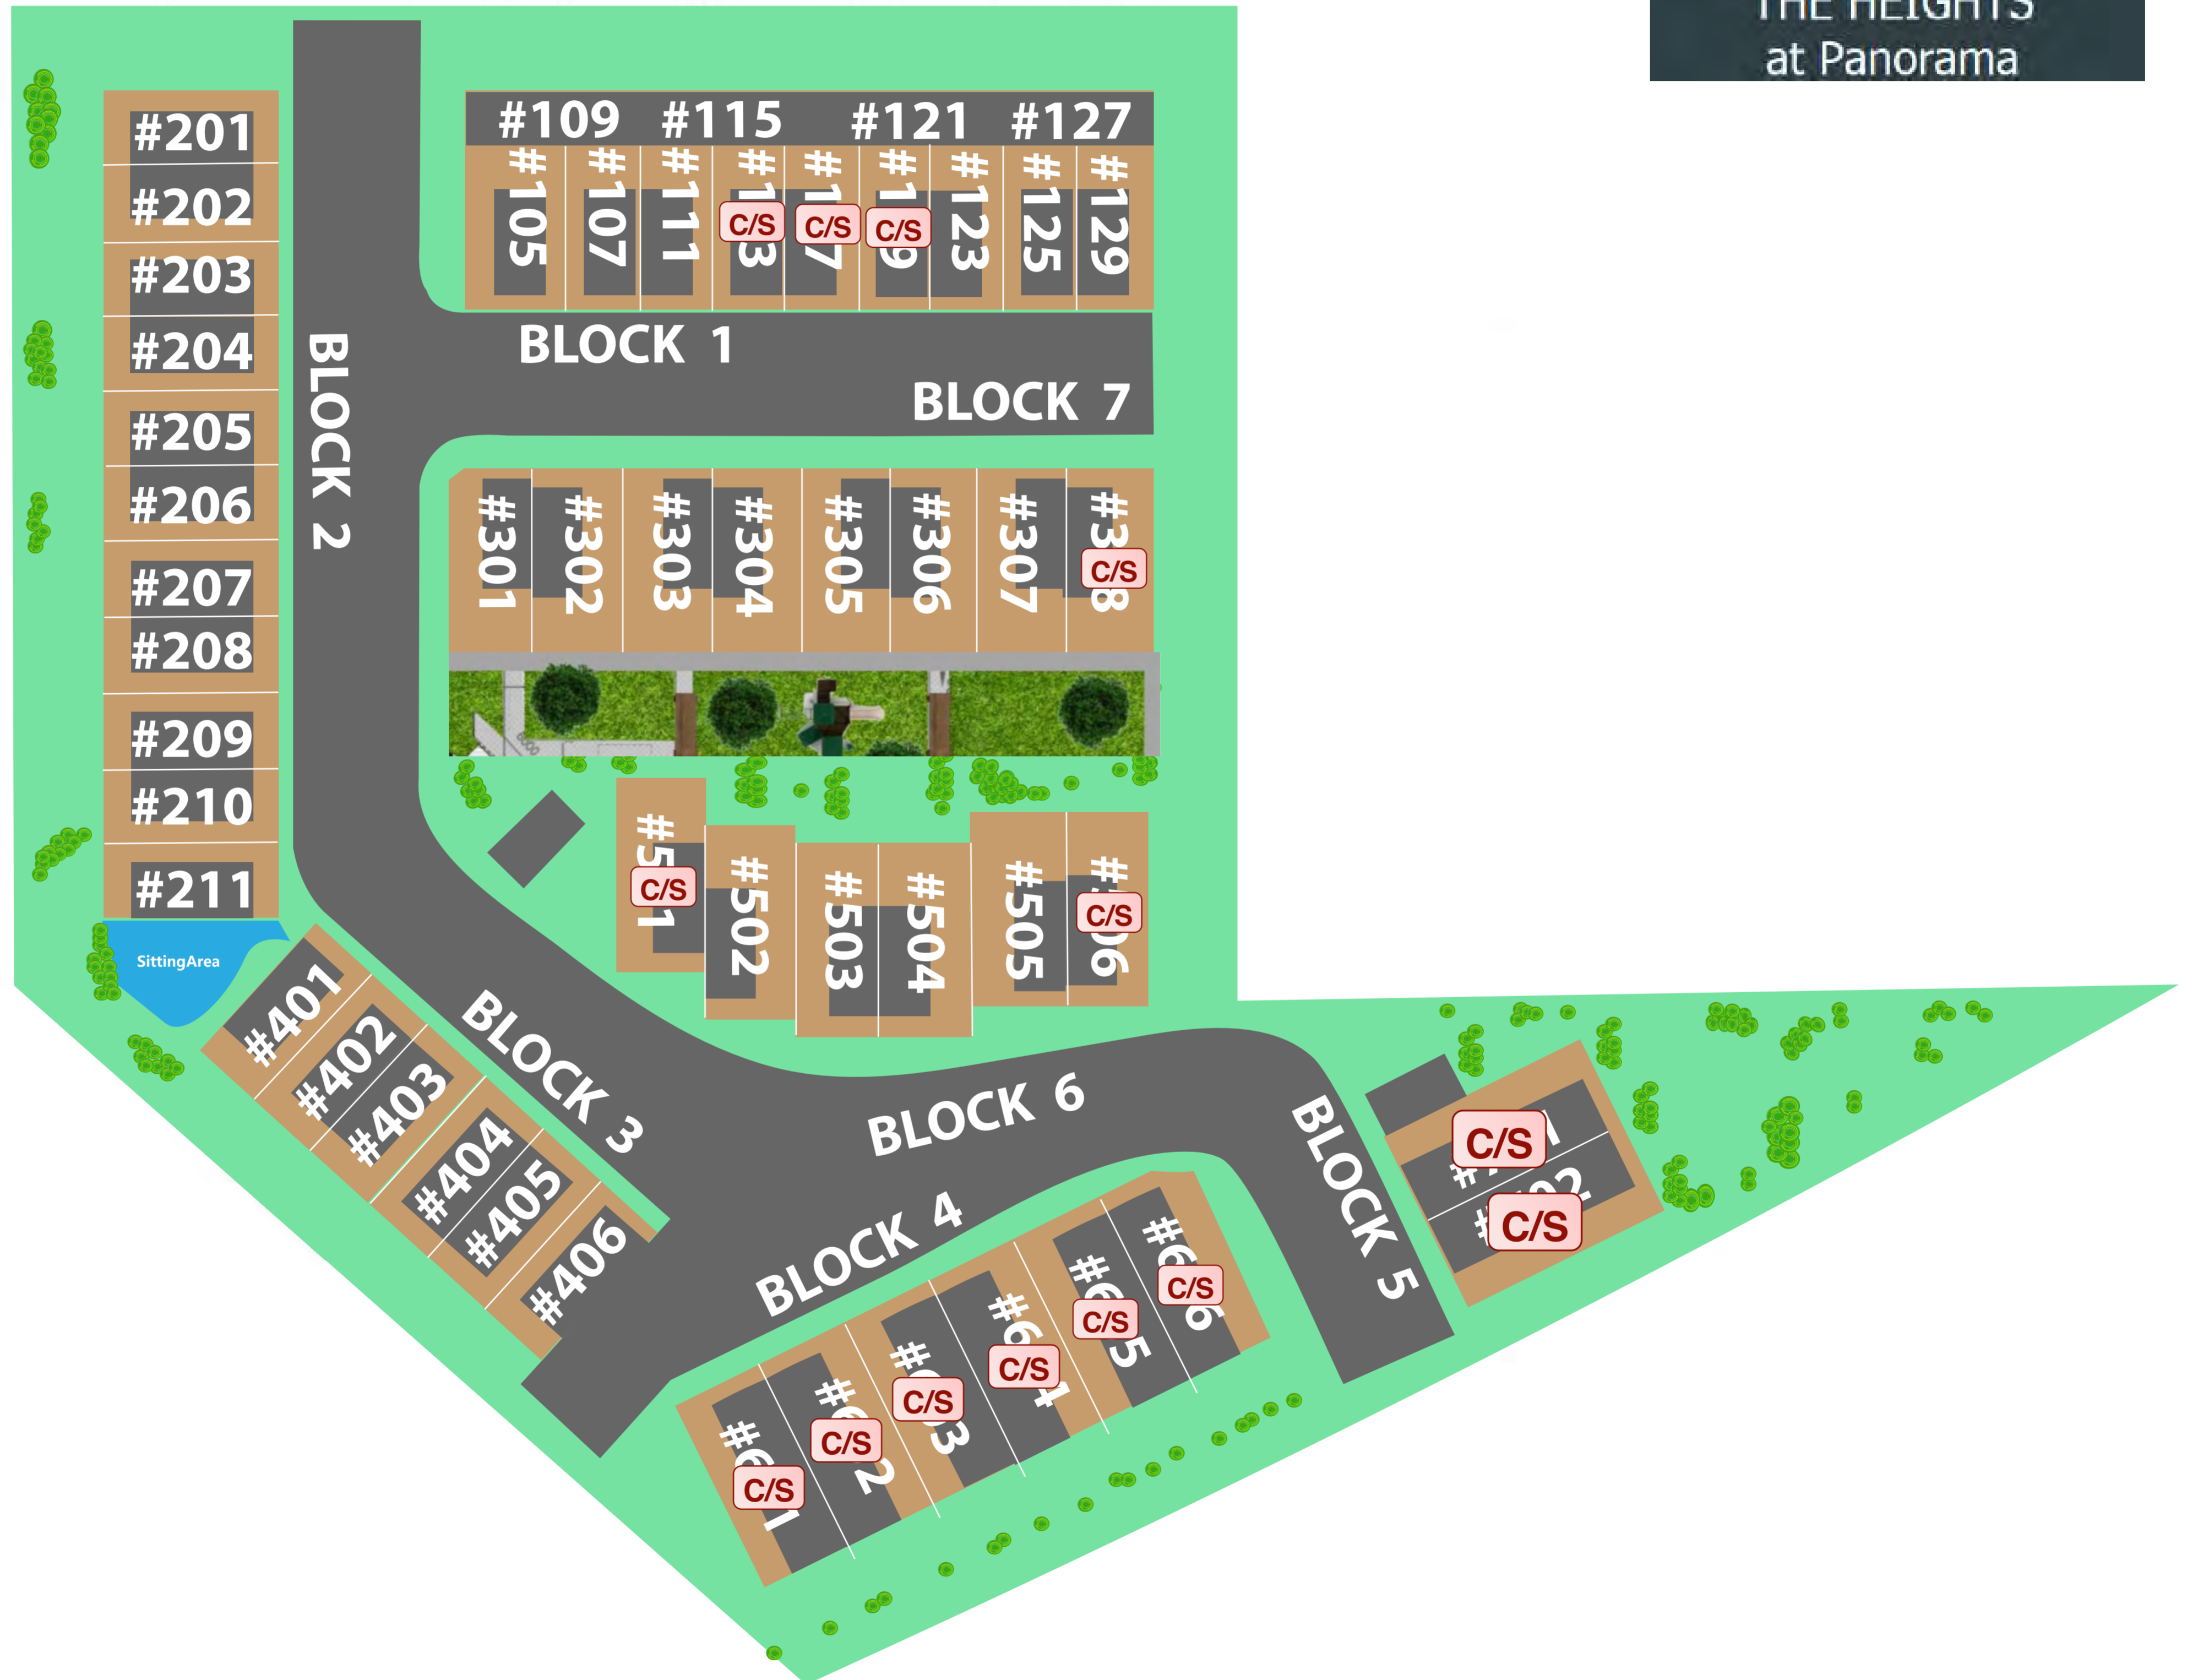 THE HEIGHTS
at Panorama
#109 #115 #121 #127
#105
#107
#111
C/S
C/S
C/S
#123
#125
#129
BLOCK 1
BLOCK 7
BLOCK 2
#201
#202
#203
#204
#205
#206
#207
#208
#209
#210
#211
SittingArea
#301
#302
#303
#304
#305
#306
#307
C/S
C/S
#502
#503
#504
#505
C/S
#401
#402
#403
#404
#405
#406
BLOCK 3
BLOCK 6
BLOCK 4
BLOCK 5
C/S
C/S
C/S
C/S
C/S
C/S
C/S
C/S